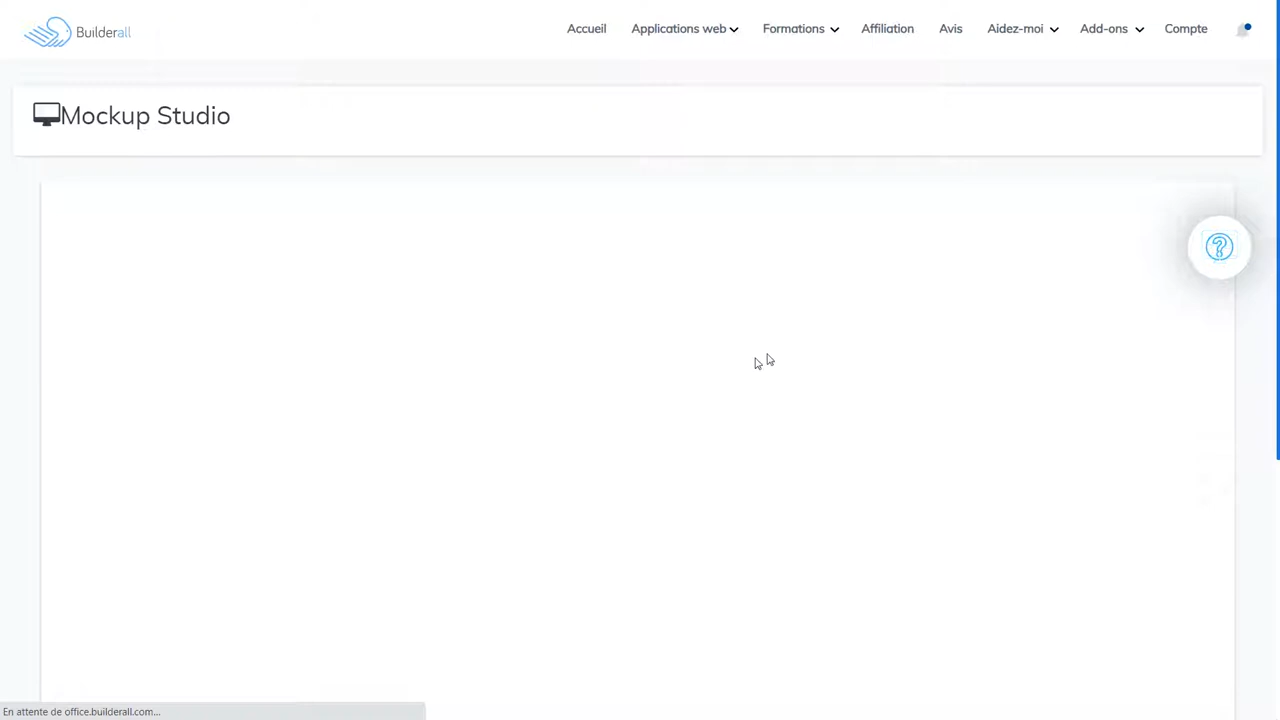 Builderall
Accueil Applications web Formations Affiliation Avis Aidez-moi Add-ons Compte
Mockup Studio
En attente de office.builderall.com...